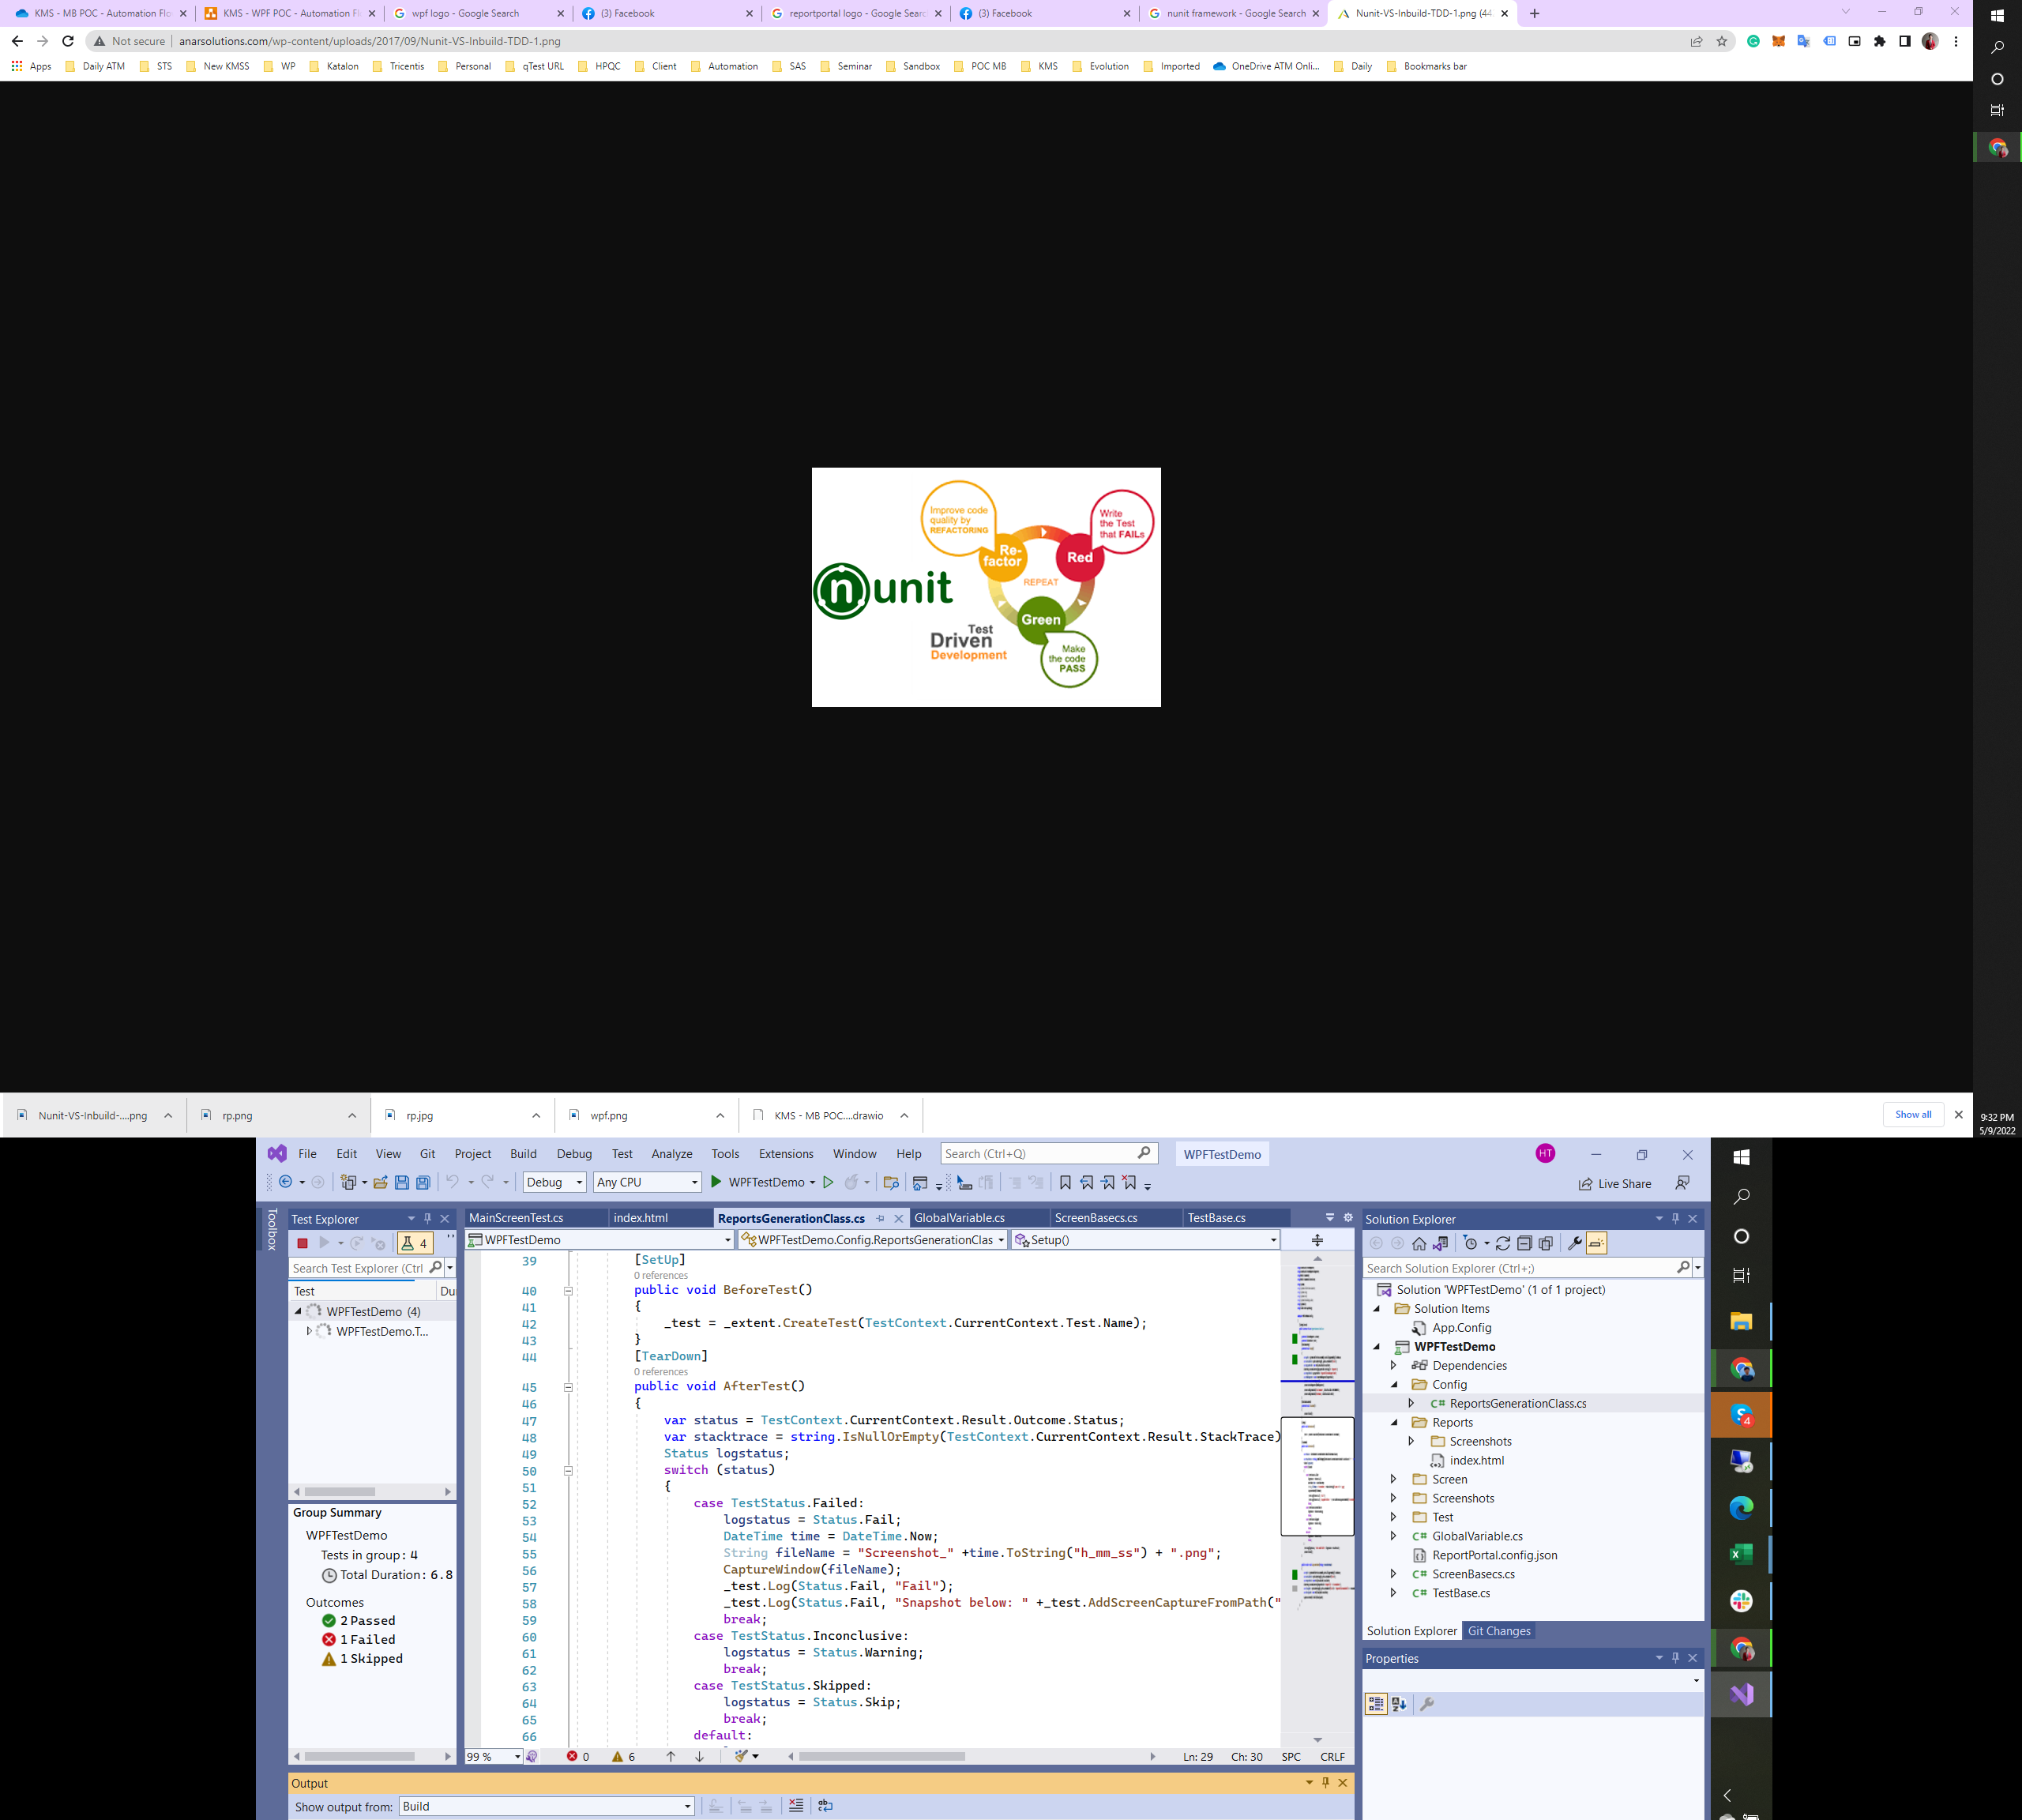 KMS - MB POC - Automation Flo
KMS - WPF POC - Automation Fl
wpf logo - Google Search
(3) Facebook
reportportal logo - Google Searc
(3) Facebook
nunit framework - Google Search
Nunit-VS-Inbuild-TDD-1.png (44
Not secure | anarsolutions.com/wp-content/uploads/2017/09/Nunit-VS-Inbuild-TDD-1.png
Apps Daily ATM STS New KMSS WP Katalon Tricentis Personal qTest URL HPQC Client Automation SAS Seminar Sandbox POC MB KMS Evolution Imported OneDrive ATM Onli... Daily Bookmarks bar
Improve code
quality by
REFACTORING
Write
the Test
that FAILs
Re-
factor
Red
REPEAT
nunit
Green
Test
Driven
Development
Make
the code
PASS
Nunit-VS-Inbuild-....png
rp.png
rp.jpg
wpf.png
KMS - MB POC....drawio
Show all
9:32 PM
5/9/2022
File Edit View Git Project Build Debug Test Analyze Tools Extensions Window Help Search (Ctrl+Q) WPFTestDemo HT
Debug Any CPU WPFTestDemo Live Share
Toolbox
Test Explorer
4
Search Test Explorer (Ctrl
Test Du
WPFTestDemo (4)
WPFTestDemo.T...
Group Summary
WPFTestDemo
Tests in group: 4
Total Duration: 6.8
Outcomes
2 Passed
1 Failed
1 Skipped
MainScreenTest.cs index.html ReportsGenerationClass.cs GlobalVariable.cs ScreenBasecs.cs TestBase.cs
WPFTestDemo WPFTestDemo.Config.ReportsGenerationClas Setup()
39 [SetUp]
0 references
40 public void BeforeTest()
41 {
42 _test = _extent.CreateTest(TestContext.CurrentContext.Test.Name);
43 }
44 [TearDown]
0 references
45 public void AfterTest()
46 {
47 var status = TestContext.CurrentContext.Result.Outcome.Status;
48 var stacktrace = string.IsNullOrEmpty(TestContext.CurrentContext.Result.StackTrace)
49 Status logstatus;
50 switch (status)
51 {
52 case TestStatus.Failed:
53 logstatus = Status.Fail;
54 DateTime time = DateTime.Now;
55 String fileName = "Screenshot_" +time.ToString("h_mm_ss") + ".png";
56 CaptureWindow(fileName);
57 _test.Log(Status.Fail, "Fail");
58 _test.Log(Status.Fail, "Snapshot below: " +_test.AddScreenCaptureFromPath("
59 break;
60 case TestStatus.Inconclusive:
61 logstatus = Status.Warning;
62 break;
63 case TestStatus.Skipped:
64 logstatus = Status.Skip;
65 break;
66 default:
99 % 0 6 Ln: 29 Ch: 30 SPC CRLF
Output
Show output from: Build
Solution Explorer
Search Solution Explorer (Ctrl+;)
Solution 'WPFTestDemo' (1 of 1 project)
Solution Items
App.Config
WPFTestDemo
Dependencies
Config
C# ReportsGenerationClass.cs
Reports
Screenshots
index.html
Screen
Screenshots
Test
C# GlobalVariable.cs
ReportPortal.config.json
C# ScreenBasecs.cs
C# TestBase.cs
Solution Explorer Git Changes
Properties